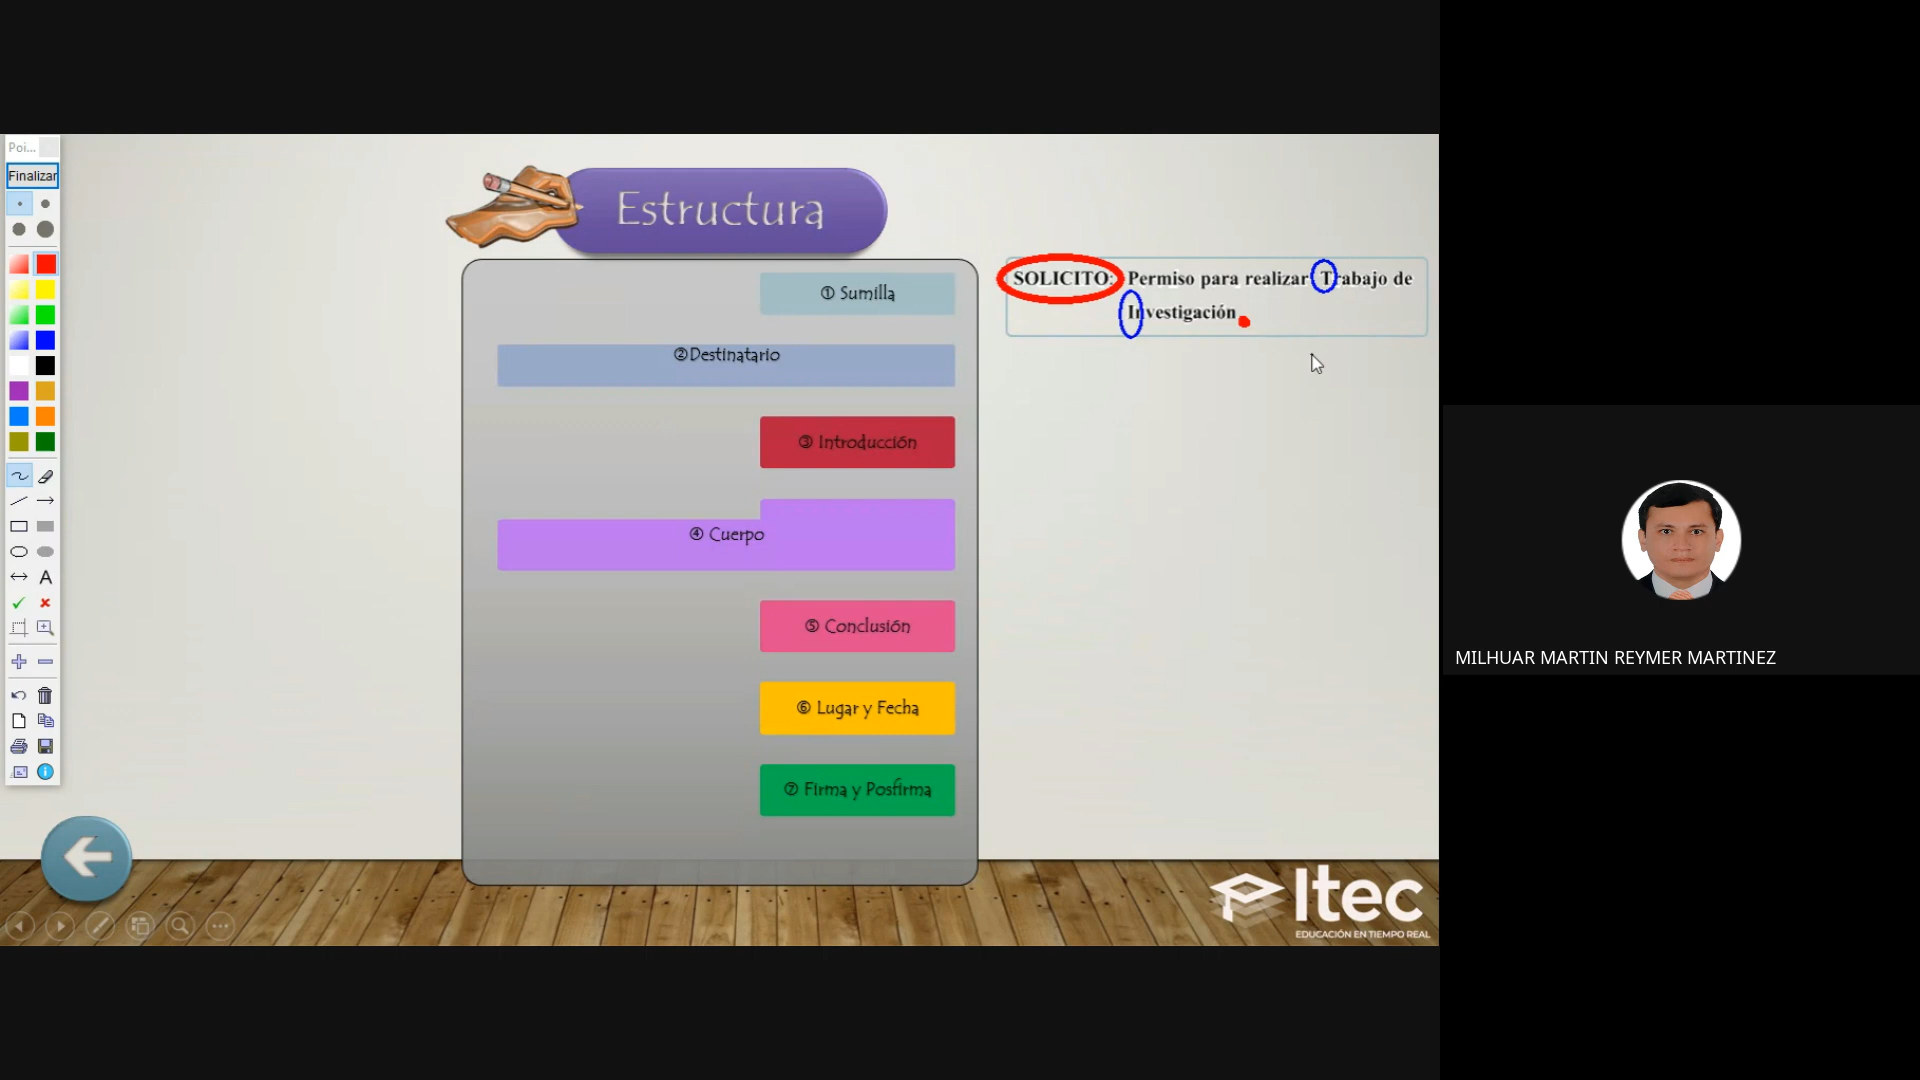 Poi...
Finalizar
Estructura
① Sumilla
②Destinatario
③ Introducción
④ Cuerpo
⑤ Conclusión
⑥ Lugar y Fecha
⑦ Firma y Posfirma
SOLICITO: Permiso para realizar Trabajo de
Investigación.
A
Itec
EDUCACIÓN EN TIEMPO REAL
MILHUAR MARTIN REYMER MARTINEZ